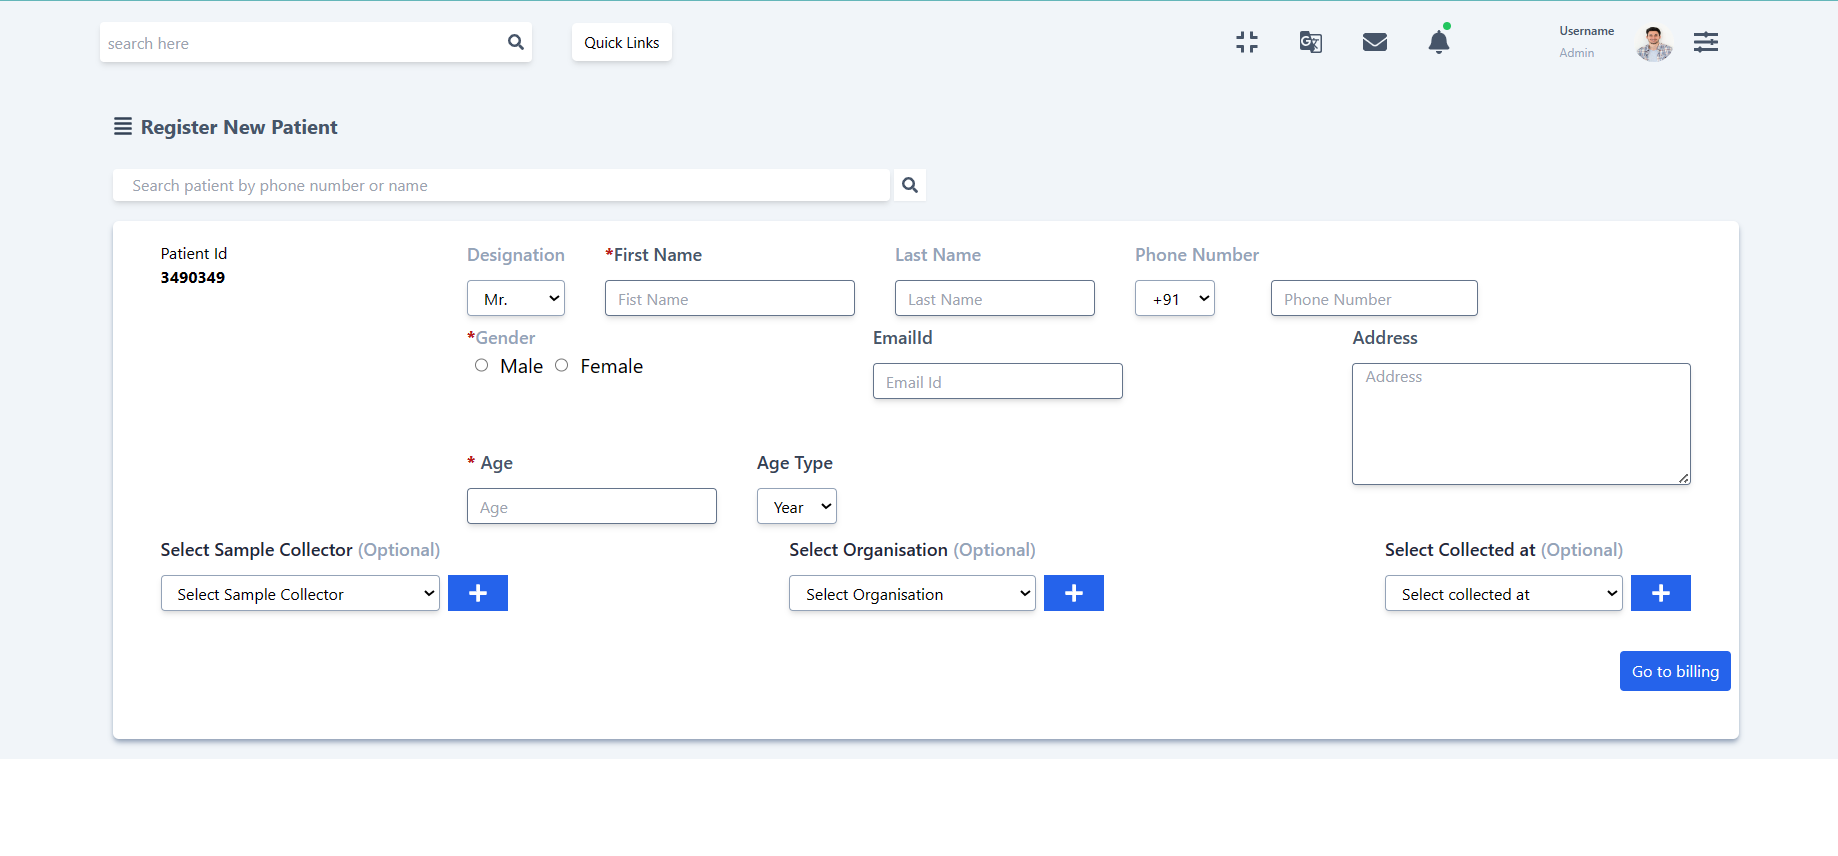 search here
Quick Links
Username
Admin
Register New Patient
Search patient by phone number or name
Patient Id
3490349
Designation
*First Name
Last Name
Phone Number
Mr.
Fist Name
Last Name
+91
Phone Number
*Gender
EmailId
Address
Male
Female
Email Id
Address
* Age
Age Type
Age
Year
Select Sample Collector (Optional)
Select Organisation (Optional)
Select Collected at (Optional)
Select Sample Collector
Select Organisation
Select collected at
Go to billing